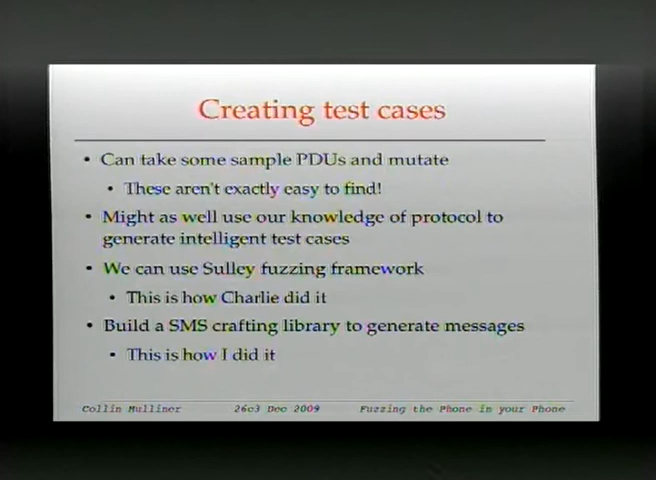 Creating test cases
• Can take some sample PDUs and mutate
• These aren't exactly easy to find!
• Might as well use our knowledge of protocol to
generate intelligent test cases
• We can use Sulley fuzzing framework
• This is how Charlie did it
• Build a SMS crafting library to generate messages
• This is how I did it
Collin Mulliner 26c3 Dec 2009 Fuzzing the Phone in your Phone